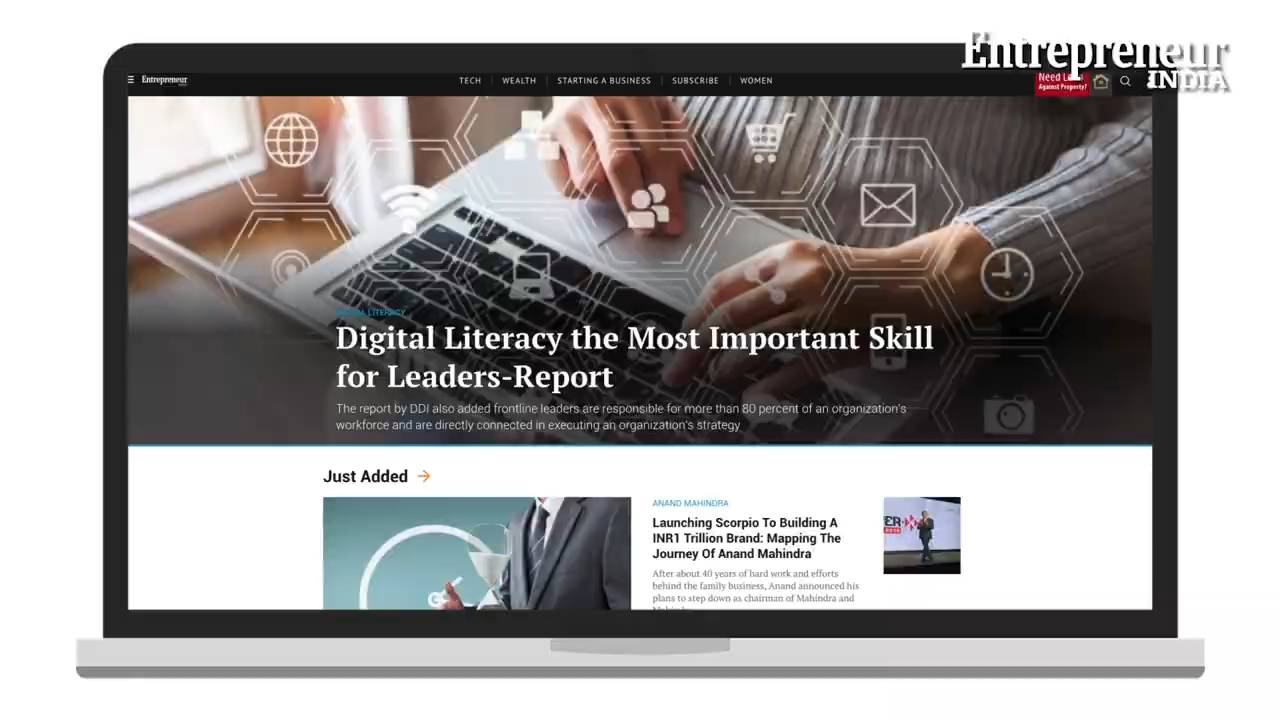 Entrepreneur
INDIA
Entrepreneur
TECH
WEALTH
STARTING A BUSINESS
SUBSCRIBE
WOMEN
Need
Against Property?
LITERACY
Digital Literacy the Most Important Skill
for Leaders-Report
The report by DDI also added frontline leaders are responsible for more than 80 percent of an organization's
workforce and are directly connected in executing an organization's strategy
Just Added
ANAND MAHINDRA
Launching Scorpio To Building A
INR1 Trillion Brand: Mapping The
Journey Of Anand Mahindra
After about 40 years of hard work and efforts
behind the family business, Anand announced his
plans to step down as chairman of Mahindra and